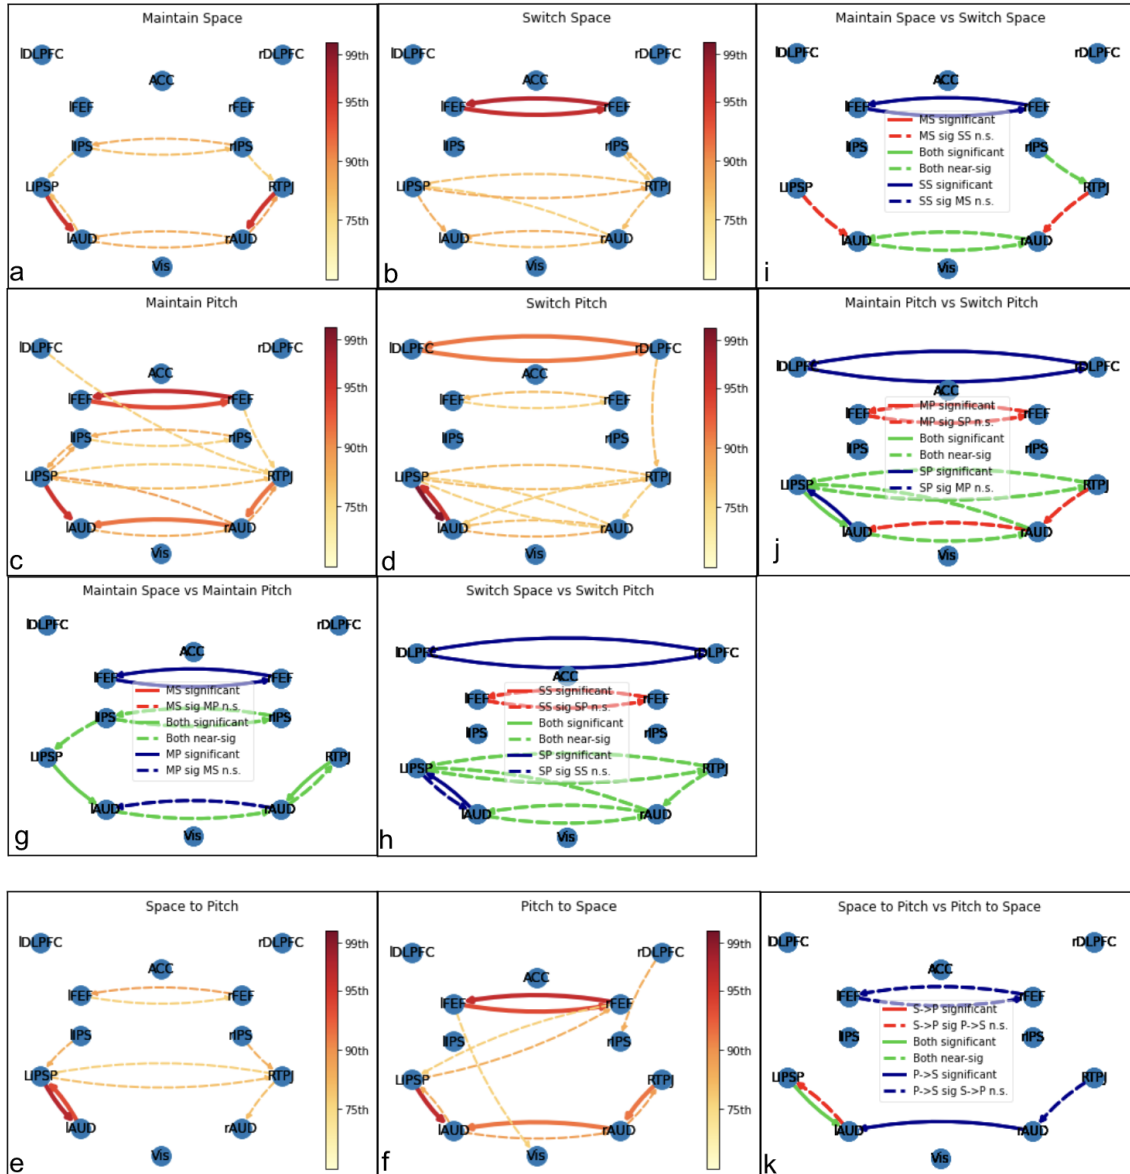 Maintain Space
lDLPFC
rDLPFC
ACC
lFEF
rFEF
lIPS
rIPS
LIPSP
RTPJ
lAUD
rAUD
Vis
99th
95th
90th
75th
a
Switch Space
lDLPFC
rDLPFC
ACC
lFEF
rFEF
lIPS
rIPS
LIPSP
RTPJ
lAUD
rAUD
Vis
99th
95th
90th
75th
b
Maintain Space vs Switch Space
lDLPFC
rDLPFC
ACC
lFEF
rFEF
lIPS
rIPS
LIPSP
RTPJ
lAUD
rAUD
Vis
MS significant
MS sig SS n.s.
Both significant
Both near-sig
SS significant
SS sig MS n.s.
i
Maintain Pitch
lDLPFC
rDLPFC
ACC
lFEF
rFEF
lIPS
rIPS
LIPSP
RTPJ
lAUD
rAUD
Vis
99th
95th
90th
75th
c
Switch Pitch
lDLPFC
rDLPFC
ACC
lFEF
rFEF
lIPS
rIPS
LIPSP
RTPJ
lAUD
rAUD
Vis
99th
95th
90th
75th
d
Maintain Pitch vs Switch Pitch
lDLPFC
rDLPFC
ACC
lFEF
rFEF
lIPS
rIPS
LIPSP
RTPJ
lAUD
rAUD
Vis
MP significant
MP sig SP n.s.
Both significant
Both near-sig
SP significant
SP sig MP n.s.
j
Maintain Space vs Maintain Pitch
lDLPFC
rDLPFC
ACC
lFEF
rFEF
lIPS
rIPS
LIPSP
RTPJ
lAUD
rAUD
Vis
MS significant
MS sig MP n.s
Both significant
Both near-sig
MP significant
MP sig MS n.s.
g
Switch Space vs Switch Pitch
lDLPFC
rDLPFC
ACC
lFEF
rFEF
lIPS
rIPS
LIPSP
RTPJ
lAUD
rAUD
Vis
SS significant
SS sig SP n.s.
Both significant
Both near-sig
SP significant
SP sig SS n.s.
h
Space to Pitch
lDLPFC
rDLPFC
ACC
lFEF
rFEF
lIPS
rIPS
LIPSP
RTPJ
lAUD
rAUD
Vis
99th
95th
90th
75th
e
Pitch to Space
lDLPFC
rDLPFC
ACC
lFEF
rFEF
lIPS
rIPS
LIPSP
RTPJ
lAUD
rAUD
Vis
99th
95th
90th
75th
f
Space to Pitch vs Pitch to Space
lDLPFC
rDLPFC
ACC
lFEF
rFEF
lIPS
rIPS
LIPSP
RTPJ
lAUD
rAUD
Vis
S->P significant
S->P sig P->S n.s.
Both significant
Both near-sig
P->S significant
P->S sig S->P n.s.
k